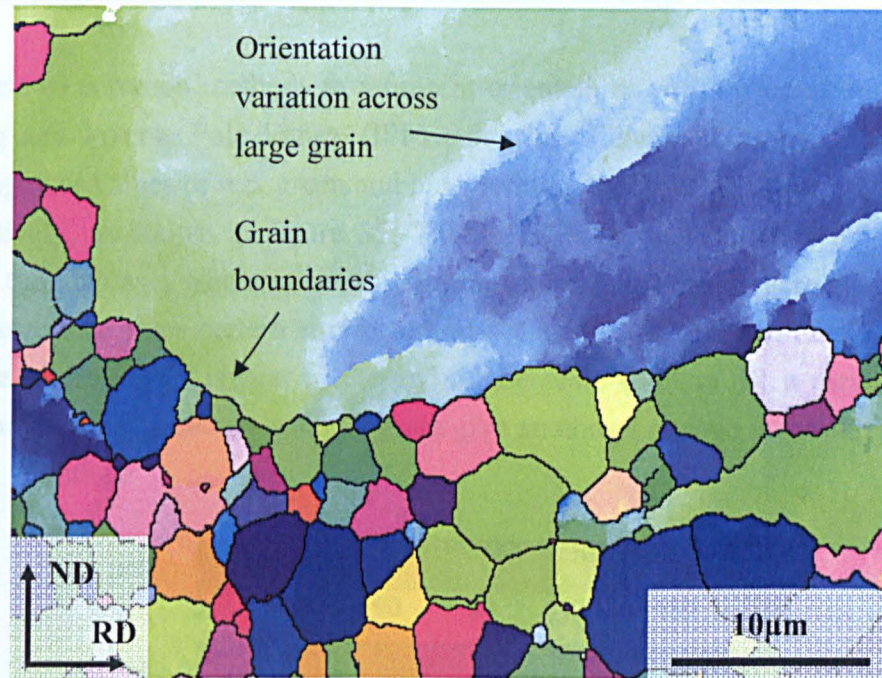 Orientation
variation across
large grain
Grain
boundaries
ND
RD
10μm